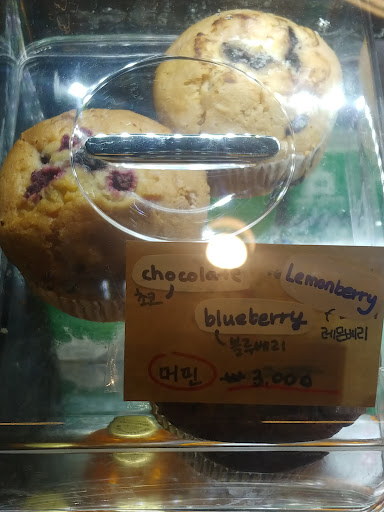 chocolate
초코
Lemonberry
레몬베리
blueberry
블루베리
머핀 ₩ 3,000